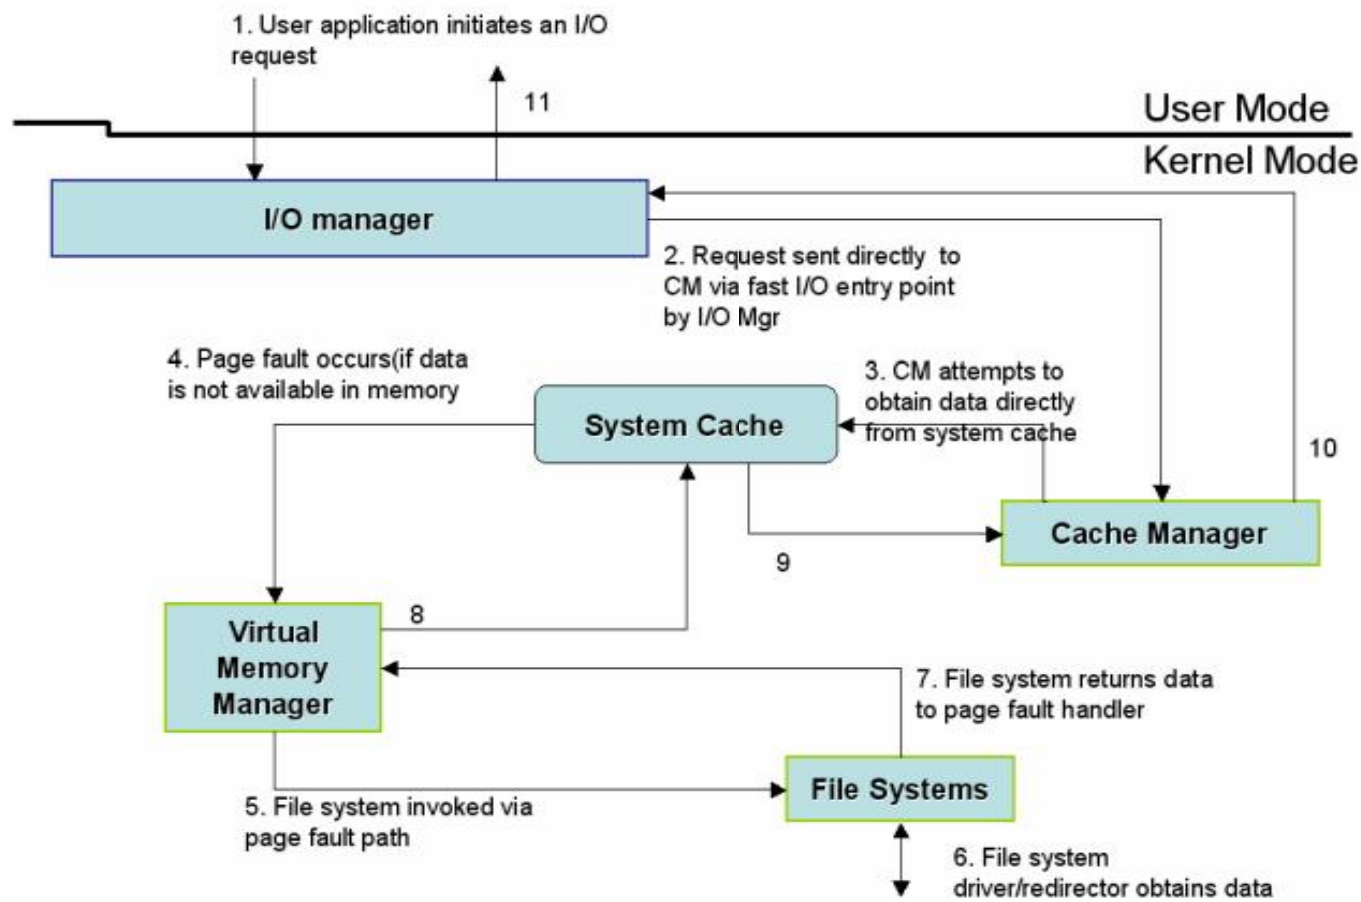 1. User application initiates an I/O
request
11
User Mode
Kernel Mode
I/O manager
2. Request sent directly to
CM via fast I/O entry point
by I/O Mgr
4. Page fault occurs(if data
is not available in memory
3. CM attempts to
obtain data directly
from system cache
System Cache
10
Cache Manager
9
8
Virtual
Memory
Manager
7. File system returns data
to page fault handler
File Systems
5. File system invoked via
page fault path
6. File system
driver/redirector obtains data